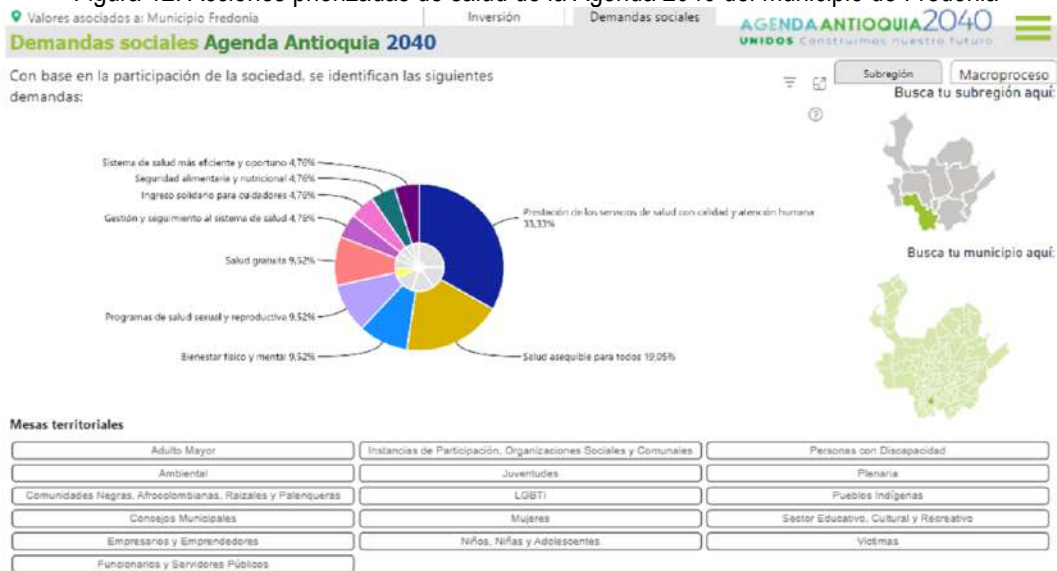 Figura 12. Acciones priorizadas de salud de la Agenda 2040 del municipio de Fredonia
Valores asociados a: Municipio Fredonia
Inversión
Demandas sociales
AGENDA ANTIOQUIA 2040
UNIDOS Construimos nuestro futuro
Demandas sociales Agenda Antioquia 2040
Con base en la participación de la sociedad, se identifican las siguientes
demandas:
Subregión
Macroproceso
Busca tu subregión aquí:
Sistema de salud más eficiente y oportuno 4,76%
Seguridad alimentaria y nutricional 4,76%
Ingreso solidario para cuidadores 4,76%
Gestión y seguimiento al sistema de salud 4,76%
Salud gratuita 9,52%
Programas de salud sexual y reproductiva 9,52%
Bienestar físico y mental 9,52%
Prestación de los servicios de salud con calidad y atención humana
33,33%
Salud asequible para todos 19,05%
Busca tu municipio aquí:
Mesas territoriales
Adulto Mayor
Instancias de Participación, Organizaciones Sociales y Comunales
Personas con Discapacidad
Ambiental
Juventudes
Plenaria
Comunidades Negras, Afrocolombianas, Raizales y Palenqueras
LGBTI
Pueblos Indígenas
Consejos Municipales
Mujeres
Sector Educativo, Cultural y Recreativo
Empresarios y Emprendedores
Niños, Niñas y Adolescentes
Víctimas
Funcionarios y Servidores Públicos